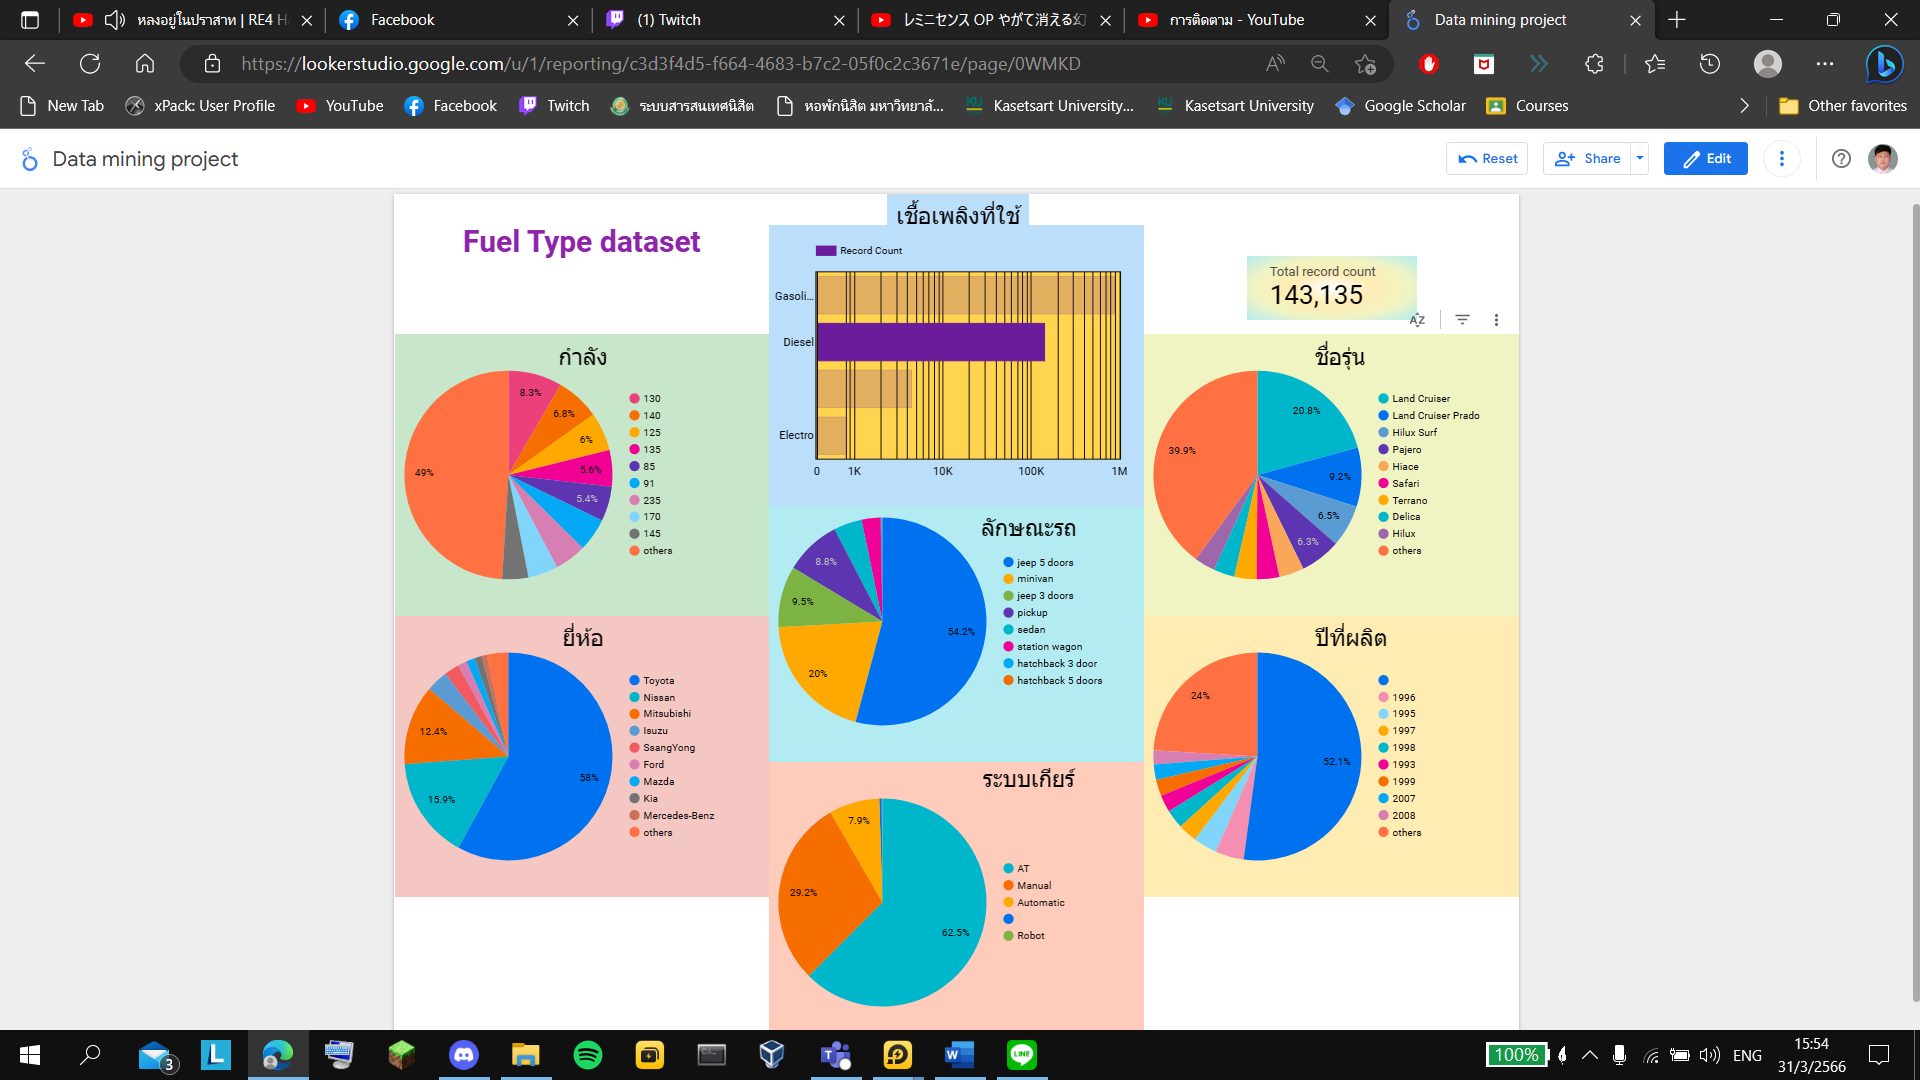 หลงอยู่ในปราสาท | RE4 H
Facebook
(1) Twitch
レミニセンス OP やがて消える幻
การติดตาม - YouTube
Data mining project
https://lookerstudio.google.com/u/1/reporting/c3d3f4d5-f664-4683-b7c2-05f0c2c3671e/page/0WMKD
New Tab
xPack: User Profile
YouTube
Facebook
Twitch
ระบบสารสนเทศนิสิต
หอพักนิสิต มหาวิทยาลั...
Kasetsart University...
Kasetsart University
Google Scholar
Courses
Other favorites
Data mining project
Reset
Share
Edit
Fuel Type dataset
เชื้อเพลิงที่ใช้
Record Count
Gasoli...
Diesel
Electro
0
1K
10K
100K
1M
Total record count
143,135
AZ
กำลัง
8.3%
6.8%
6%
5.6%
5.4%
49%
130
140
125
135
85
91
235
170
145
others
ชื่อรุ่น
20.8%
9.2%
6.5%
6.3%
39.9%
Land Cruiser
Land Cruiser Prado
Hilux Surf
Pajero
Hiace
Safari
Terrano
Delica
Hilux
others
ลักษณะรถ
8.8%
9.5%
20%
54.2%
jeep 5 doors
minivan
jeep 3 doors
pickup
sedan
station wagon
hatchback 3 door
hatchback 5 doors
ยี่ห้อ
12.4%
15.9%
58%
Toyota
Nissan
Mitsubishi
Isuzu
SsangYong
Ford
Mazda
Kia
Mercedes-Benz
others
ปีที่ผลิต
24%
52.1%
1996
1995
1997
1998
1993
1999
2007
2008
others
ระบบเกียร์
7.9%
29.2%
62.5%
AT
Manual
Automatic
Robot
3
100%
ENG
15:54
31/3/2566